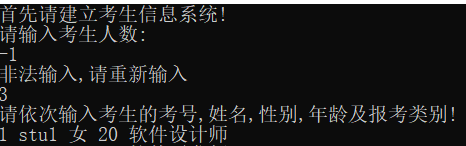 首先请建立考生信息系统!
请输入考生人数:
-1
非法输入,请重新输入
3
请依次输入考生的考号,姓名,性别,年龄及报考类别!
1 stu1 女 20 软件设计师